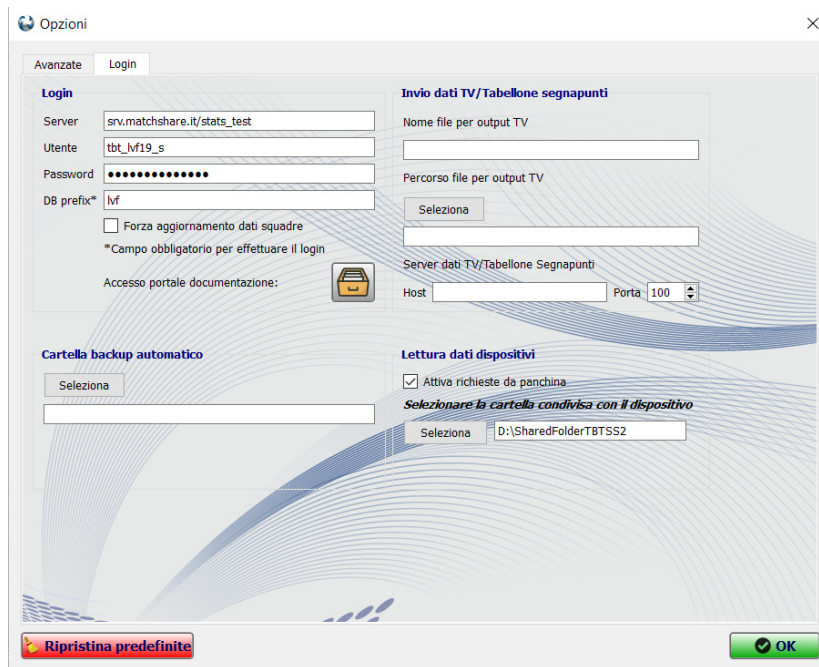 Opzioni
Avanzate
Login
Login
Server
srv.matchshare.it/stats_test
Utente
tbt_lvf19_s
Password
••••••••••••••
DB prefix*
lvf
Forza aggiornamento dati squadre
*Campo obbligatorio per effettuare il login
Accesso portale documentazione:
Invio dati TV/Tabellone segnapunti
Nome file per output TV
Percorso file per output TV
Seleziona
Server dati TV/Tabellone Segnapunti
Host
Porta
100
Cartella backup automatico
Seleziona
Lettura dati dispositivi
Attiva richieste da panchina
Selezionare la cartella condivisa con il dispositivo
Seleziona
D:\SharedFolderTBTSS2
Ripristina predefinite
OK